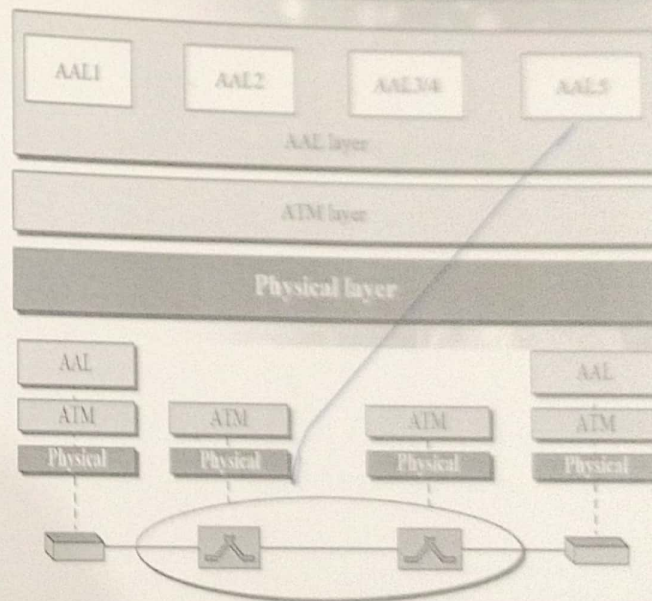 AAL1 AAL2 AAL3/4 AAL5
AAL layer
ATM layer
Physical layer
AAL AAL
ATM ATM ATM ATM
Physical Physical Physical Physical